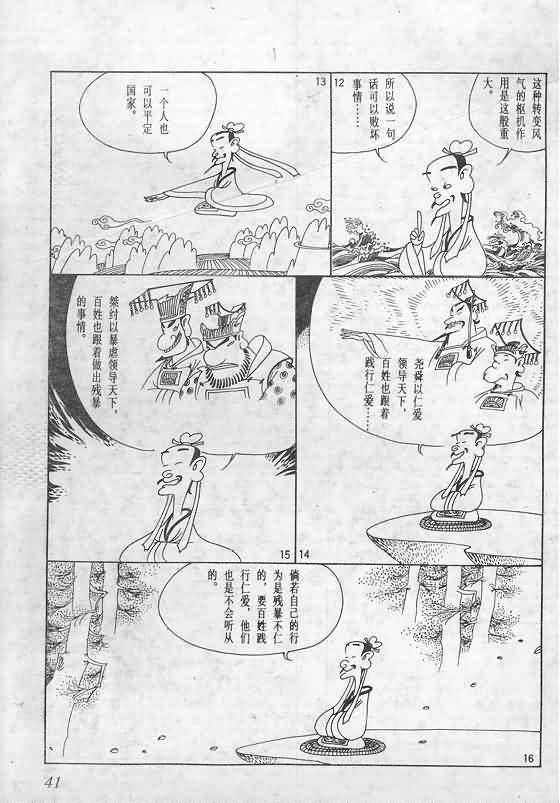 这种转变风
气的枢机作
用是这般重
大。
所以说一句
话可以败坏
事情……
12
一个人也
可以平定
国家。
13
尧舜以仁爱
领导天下，
百姓也跟着
践行仁爱……
14
桀纣以暴虐领导天下，
百姓也跟着做出残暴
的事情。
15
倘若自己的行
为是残暴不仁
的，要百姓践
行仁爱，他们
也是不会听从
的。
16
41